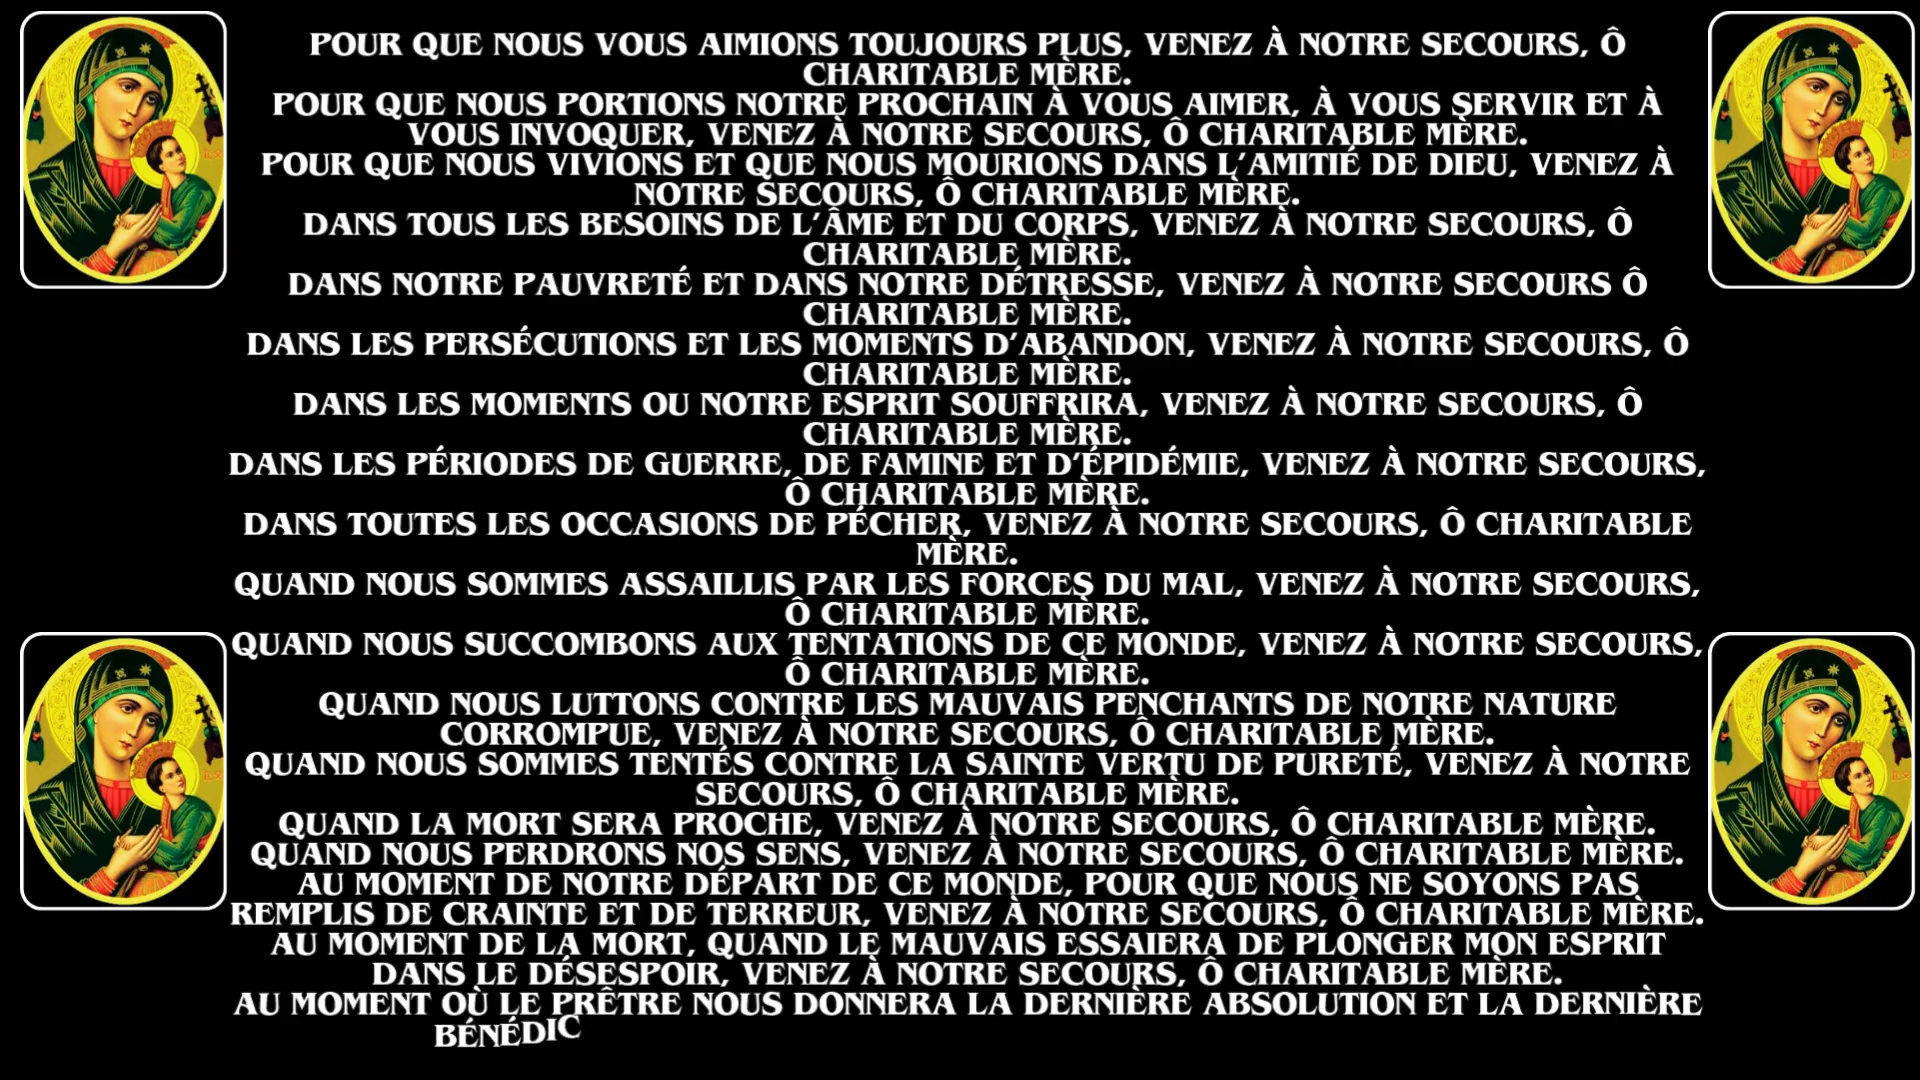 POUR QUE NOUS VOUS AIMIONS TOUJOURS PLUS, VENEZ À NOTRE SECOURS, Ô
CHARITABLE MÈRE.
POUR QUE NOUS PORTIONS NOTRE PROCHAIN À VOUS AIMER, À VOUS SERVIR ET À
VOUS INVOQUER, VENEZ À NOTRE SECOURS, Ô CHARITABLE MÈRE.
POUR QUE NOUS VIVIONS ET QUE NOUS MOURIONS DANS L'AMITIÉ DE DIEU, VENEZ À
NOTRE SECOURS, Ô CHARITABLE MÈRE.
DANS TOUS LES BESOINS DE L'ÂME ET DU CORPS, VENEZ À NOTRE SECOURS, Ô
CHARITABLE MÈRE.
DANS NOTRE PAUVRETÉ ET DANS NOTRE DÉTRESSE, VENEZ À NOTRE SECOURS Ô
CHARITABLE MÈRE.
DANS LES PERSÉCUTIONS ET LES MOMENTS D'ABANDON, VENEZ À NOTRE SECOURS, Ô
CHARITABLE MÈRE.
DANS LES MOMENTS OU NOTRE ESPRIT SOUFFRIRA, VENEZ À NOTRE SECOURS, Ô
CHARITABLE MÈRE.
DANS LES PÉRIODES DE GUERRE, DE FAMINE ET D'ÉPIDÉMIE, VENEZ À NOTRE SECOURS,
Ô CHARITABLE MÈRE.
DANS TOUTES LES OCCASIONS DE PÉCHER, VENEZ À NOTRE SECOURS, Ô CHARITABLE
MÈRE.
QUAND NOUS SOMMES ASSAILLIS PAR LES FORCES DU MAL, VENEZ À NOTRE SECOURS,
Ô CHARITABLE MÈRE.
QUAND NOUS SUCCOMBONS AUX TENTATIONS DE CE MONDE, VENEZ À NOTRE SECOURS,
Ô CHARITABLE MÈRE.
QUAND NOUS LUTTONS CONTRE LES MAUVAIS PENCHANTS DE NOTRE NATURE
CORROMPUE, VENEZ À NOTRE SECOURS, Ô CHARITABLE MÈRE.
QUAND NOUS SOMMES TENTÉS CONTRE LA SAINTE VERTU DE PURETÉ, VENEZ À NOTRE
SECOURS, Ô CHARITABLE MÈRE.
QUAND LA MORT SERA PROCHE, VENEZ À NOTRE SECOURS, Ô CHARITABLE MÈRE.
QUAND NOUS PERDRONS NOS SENS, VENEZ À NOTRE SECOURS, Ô CHARITABLE MÈRE.
AU MOMENT DE NOTRE DÉPART DE CE MONDE, POUR QUE NOUS NE SOYONS PAS
REMPLIS DE CRAINTE ET DE TERREUR, VENEZ À NOTRE SECOURS, Ô CHARITABLE MÈRE.
AU MOMENT DE LA MORT, QUAND LE MAUVAIS ESSAIERA DE PLONGER MON ESPRIT
DANS LE DÉSESPOIR, VENEZ À NOTRE SECOURS, Ô CHARITABLE MÈRE.
AU MOMENT OÙ LE PRÊTRE NOUS DONNERA LA DERNIÈRE ABSOLUTION ET LA DERNIÈRE
BÉNÉDIC